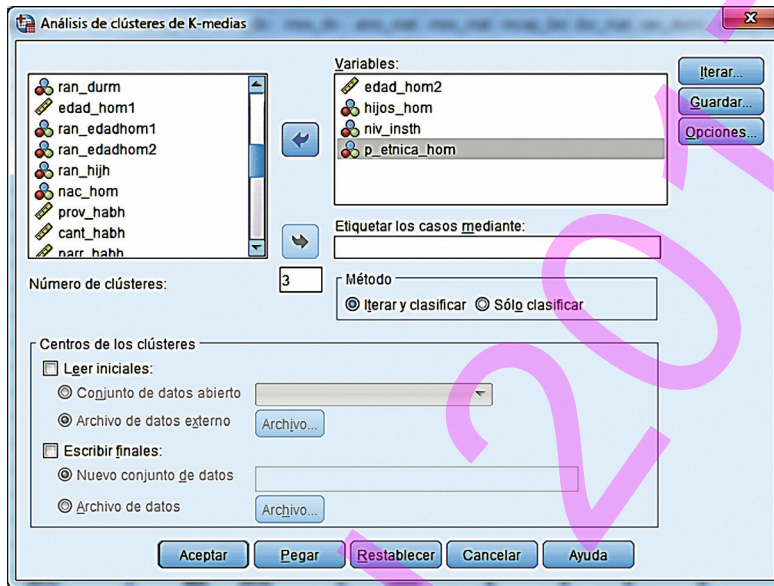 Análisis de clústeres de K-medias
Variables:
ran_durm
edad_hom1
ran_edadhom1
ran_edadhom2
ran_hijh
nac_hom
prov_habh
cant_habh
parr_habh
edad_hom2
hijos_hom
niv_insth
p_etnica_hom
Iterar...
Guardar...
Opciones...
Etiquetar los casos mediante:
Número de clústeres:
3
Método
Iterar y clasificar
Sólo clasificar
Centros de los clústeres
Leer iniciales:
Conjunto de datos abierto
Archivo de datos externo
Archivo...
Escribir finales:
Nuevo conjunto de datos
Archivo de datos
Archivo...
Aceptar
Pegar
Restablecer
Cancelar
Ayuda